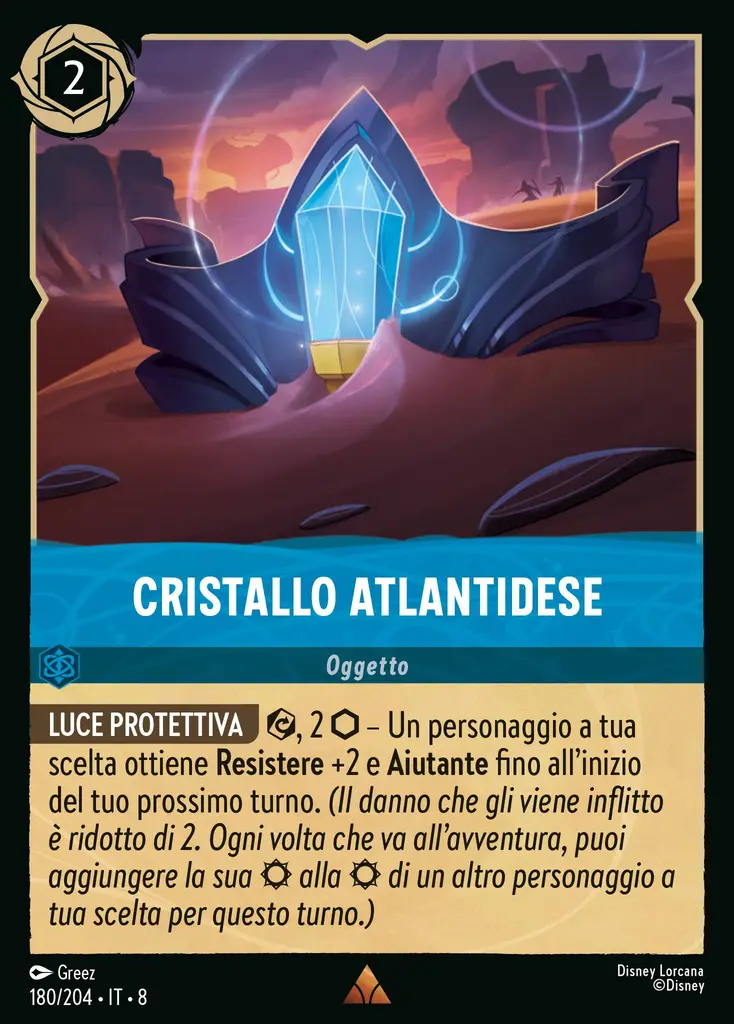 2
CRISTALLO ATLANTIDESE
Oggetto
LUCE PROTETTIVA , 2 – Un personaggio a tua
scelta ottiene Resistere +2 e Aiutante fino all’inizio
del tuo prossimo turno. (Il danno che gli viene inflitto
è ridotto di 2. Ogni volta che va all’avventura, puoi
aggiungere la sua alla di un altro personaggio a
tua scelta per questo turno.)
Greez
180/204 • IT • 8
Disney Lorcana
©Disney